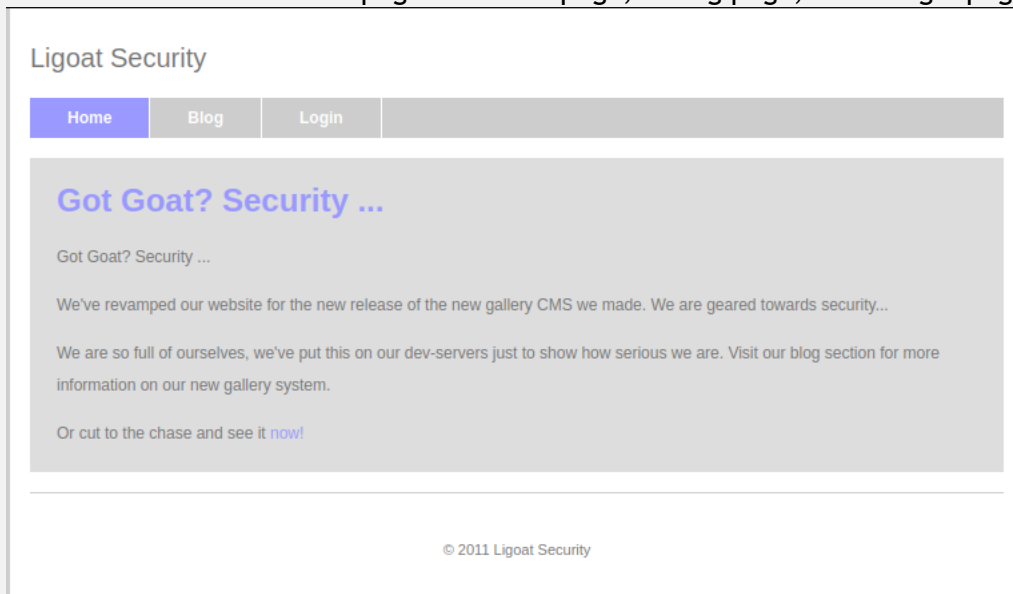 Ligoat Security
Home Blog Login
Got Goat? Security ...
Got Goat? Security ...
We've revamped our website for the new release of the new gallery CMS we made. We are geared towards security...
We are so full of ourselves, we've put this on our dev-servers just to show how serious we are. Visit our blog section for more
information on our new gallery system.
Or cut to the chase and see it now!
© 2011 Ligoat Security